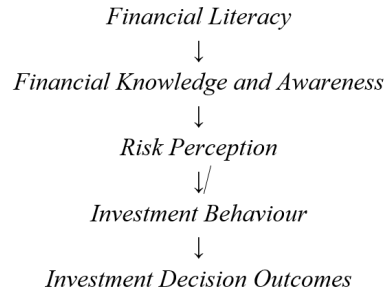 Financial Literacy
↓
Financial Knowledge and Awareness
↓
Risk Perception
↓/
Investment Behaviour
↓
Investment Decision Outcomes